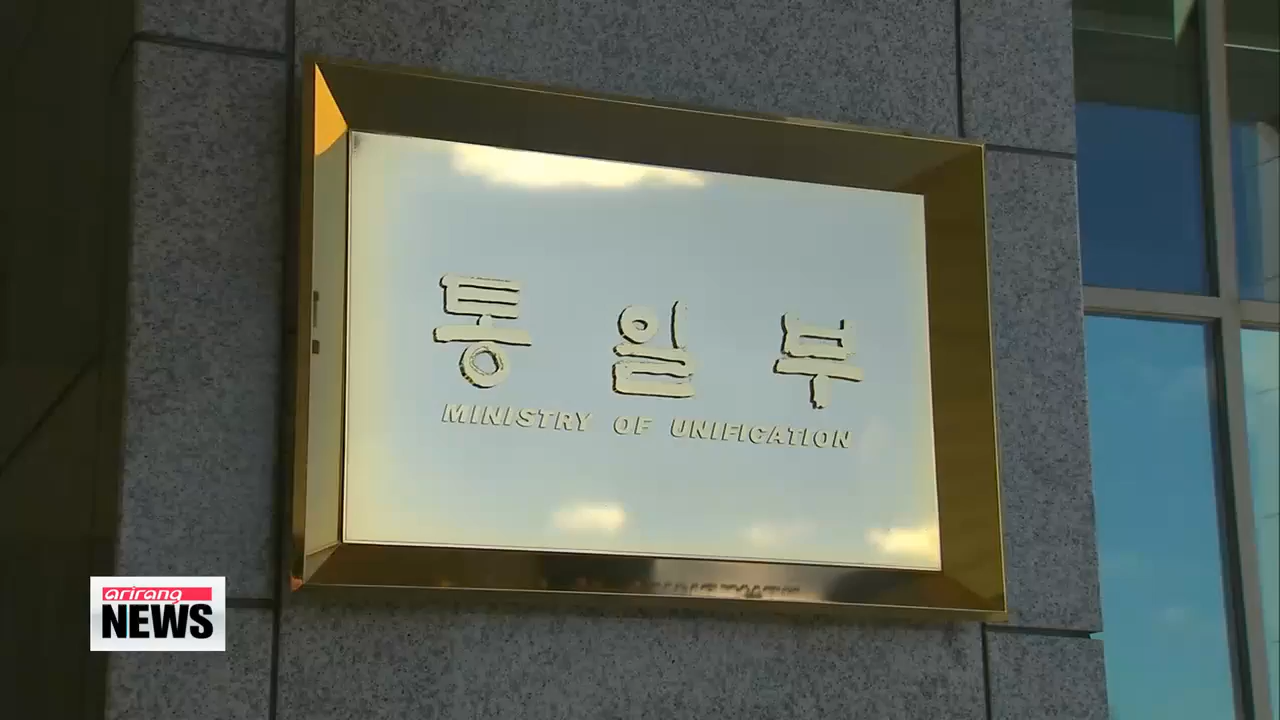 통일부
MINISTRY OF UNIFICATION
arirang
NEWS